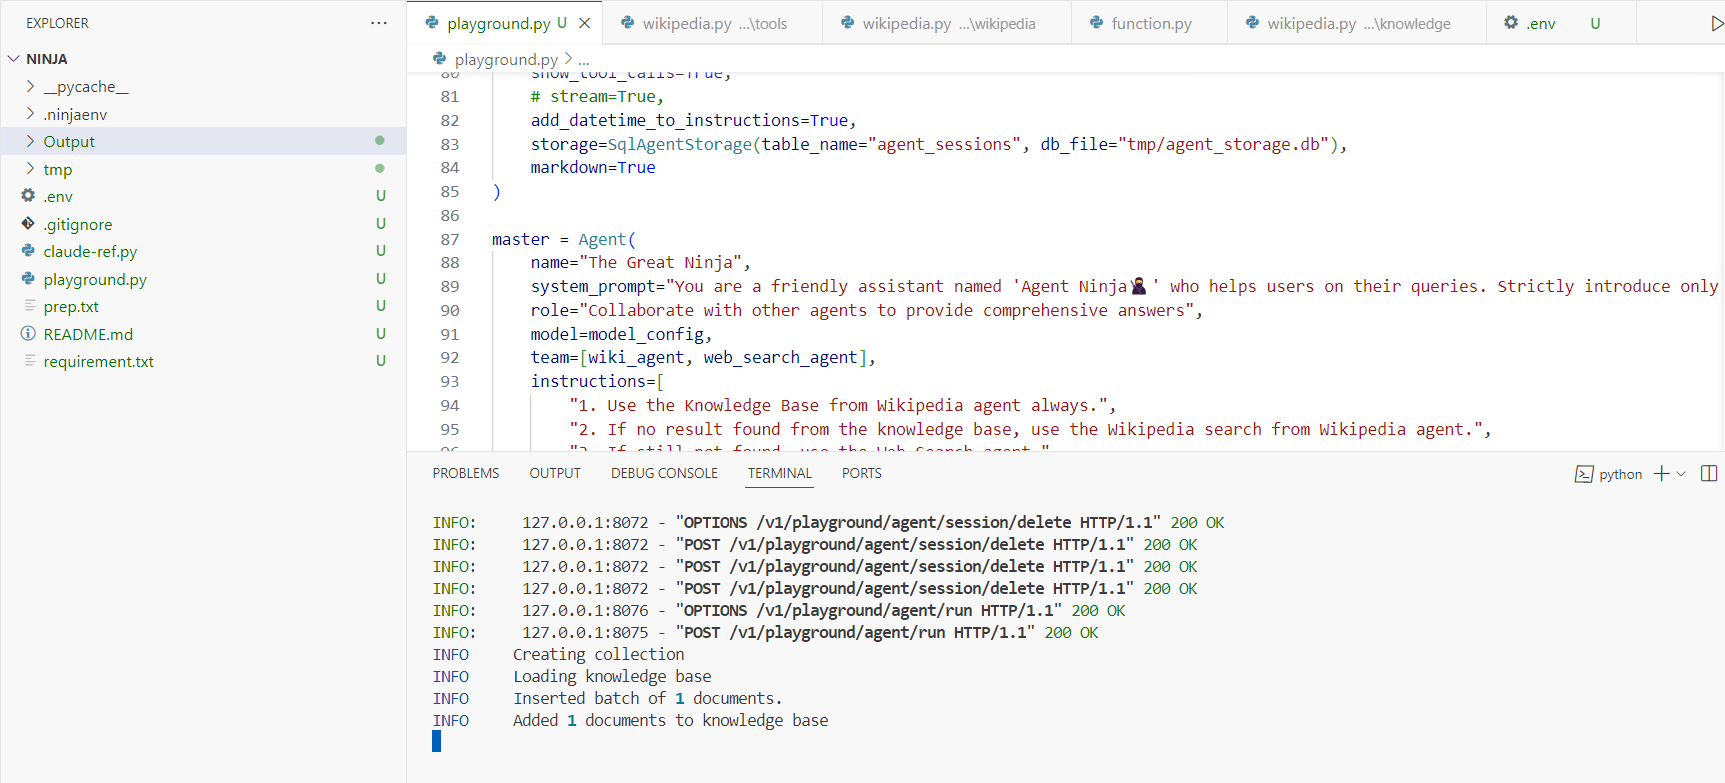 EXPLORER
NINJA
__pycache__
.ninjaenv
Output
tmp
.env U
.gitignore U
claude-ref.py U
playground.py U
prep.txt U
README.md U
requirement.txt U
playground.py U
wikipedia.py ...\tools
wikipedia.py ...\wikipedia
function.py
wikipedia.py ...\knowledge
.env U
playground.py > ...
80 show_tool_calls=True,
81 # stream=True,
82 add_datetime_to_instructions=True,
83 storage=SqlAgentStorage(table_name="agent_sessions", db_file="tmp/agent_storage.db"),
84 markdown=True
85 )
86
87 master = Agent(
88 name="The Great Ninja",
89 system_prompt="You are a friendly assistant named 'Agent Ninja🥷' who helps users on their queries. Strictly introduce only
90 role="Collaborate with other agents to provide comprehensive answers",
91 model=model_config,
92 team=[wiki_agent, web_search_agent],
93 instructions=[
94 "1. Use the Knowledge Base from Wikipedia agent always.",
95 "2. If no result found from the knowledge base, use the Wikipedia search from Wikipedia agent.",
96 "3. If still not found, use the Web Search agent."
PROBLEMS OUTPUT DEBUG CONSOLE TERMINAL PORTS
python
INFO: 127.0.0.1:8072 - "OPTIONS /v1/playground/agent/session/delete HTTP/1.1" 200 OK
INFO: 127.0.0.1:8072 - "POST /v1/playground/agent/session/delete HTTP/1.1" 200 OK
INFO: 127.0.0.1:8072 - "POST /v1/playground/agent/session/delete HTTP/1.1" 200 OK
INFO: 127.0.0.1:8072 - "POST /v1/playground/agent/session/delete HTTP/1.1" 200 OK
INFO: 127.0.0.1:8076 - "OPTIONS /v1/playground/agent/run HTTP/1.1" 200 OK
INFO: 127.0.0.1:8075 - "POST /v1/playground/agent/run HTTP/1.1" 200 OK
INFO Creating collection
INFO Loading knowledge base
INFO Inserted batch of 1 documents.
INFO Added 1 documents to knowledge base